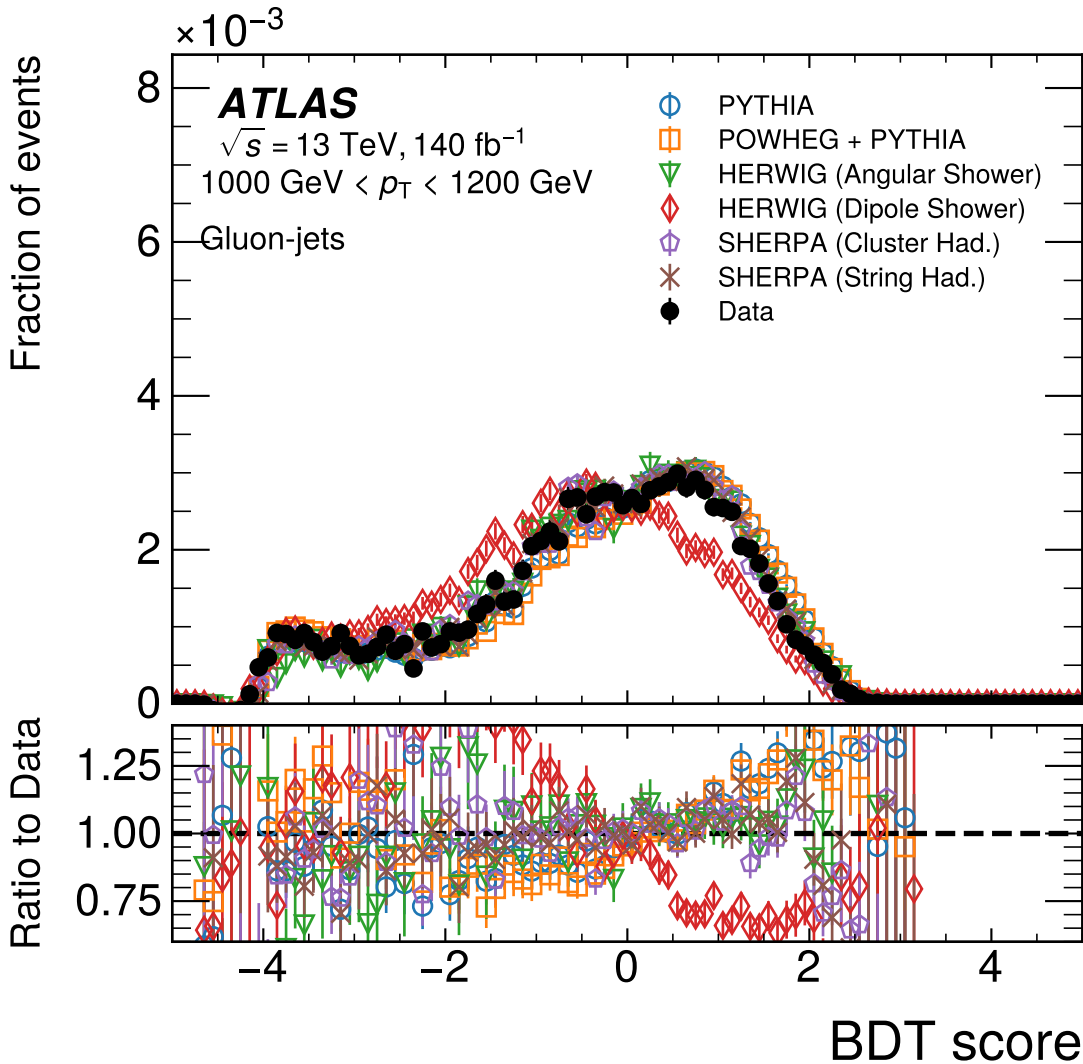 ×10⁻³
Fraction of events
8
6
4
2
0
ATLAS
√s = 13 TeV, 140 fb⁻¹
1000 GeV < pT < 1200 GeV
Gluon-jets
PYTHIA
POWHEG + PYTHIA
HERWIG (Angular Shower)
HERWIG (Dipole Shower)
SHERPA (Cluster Had.)
SHERPA (String Had.)
Data
Ratio to Data
1.25
1.00
0.75
−4 −2 0 2 4
BDT score